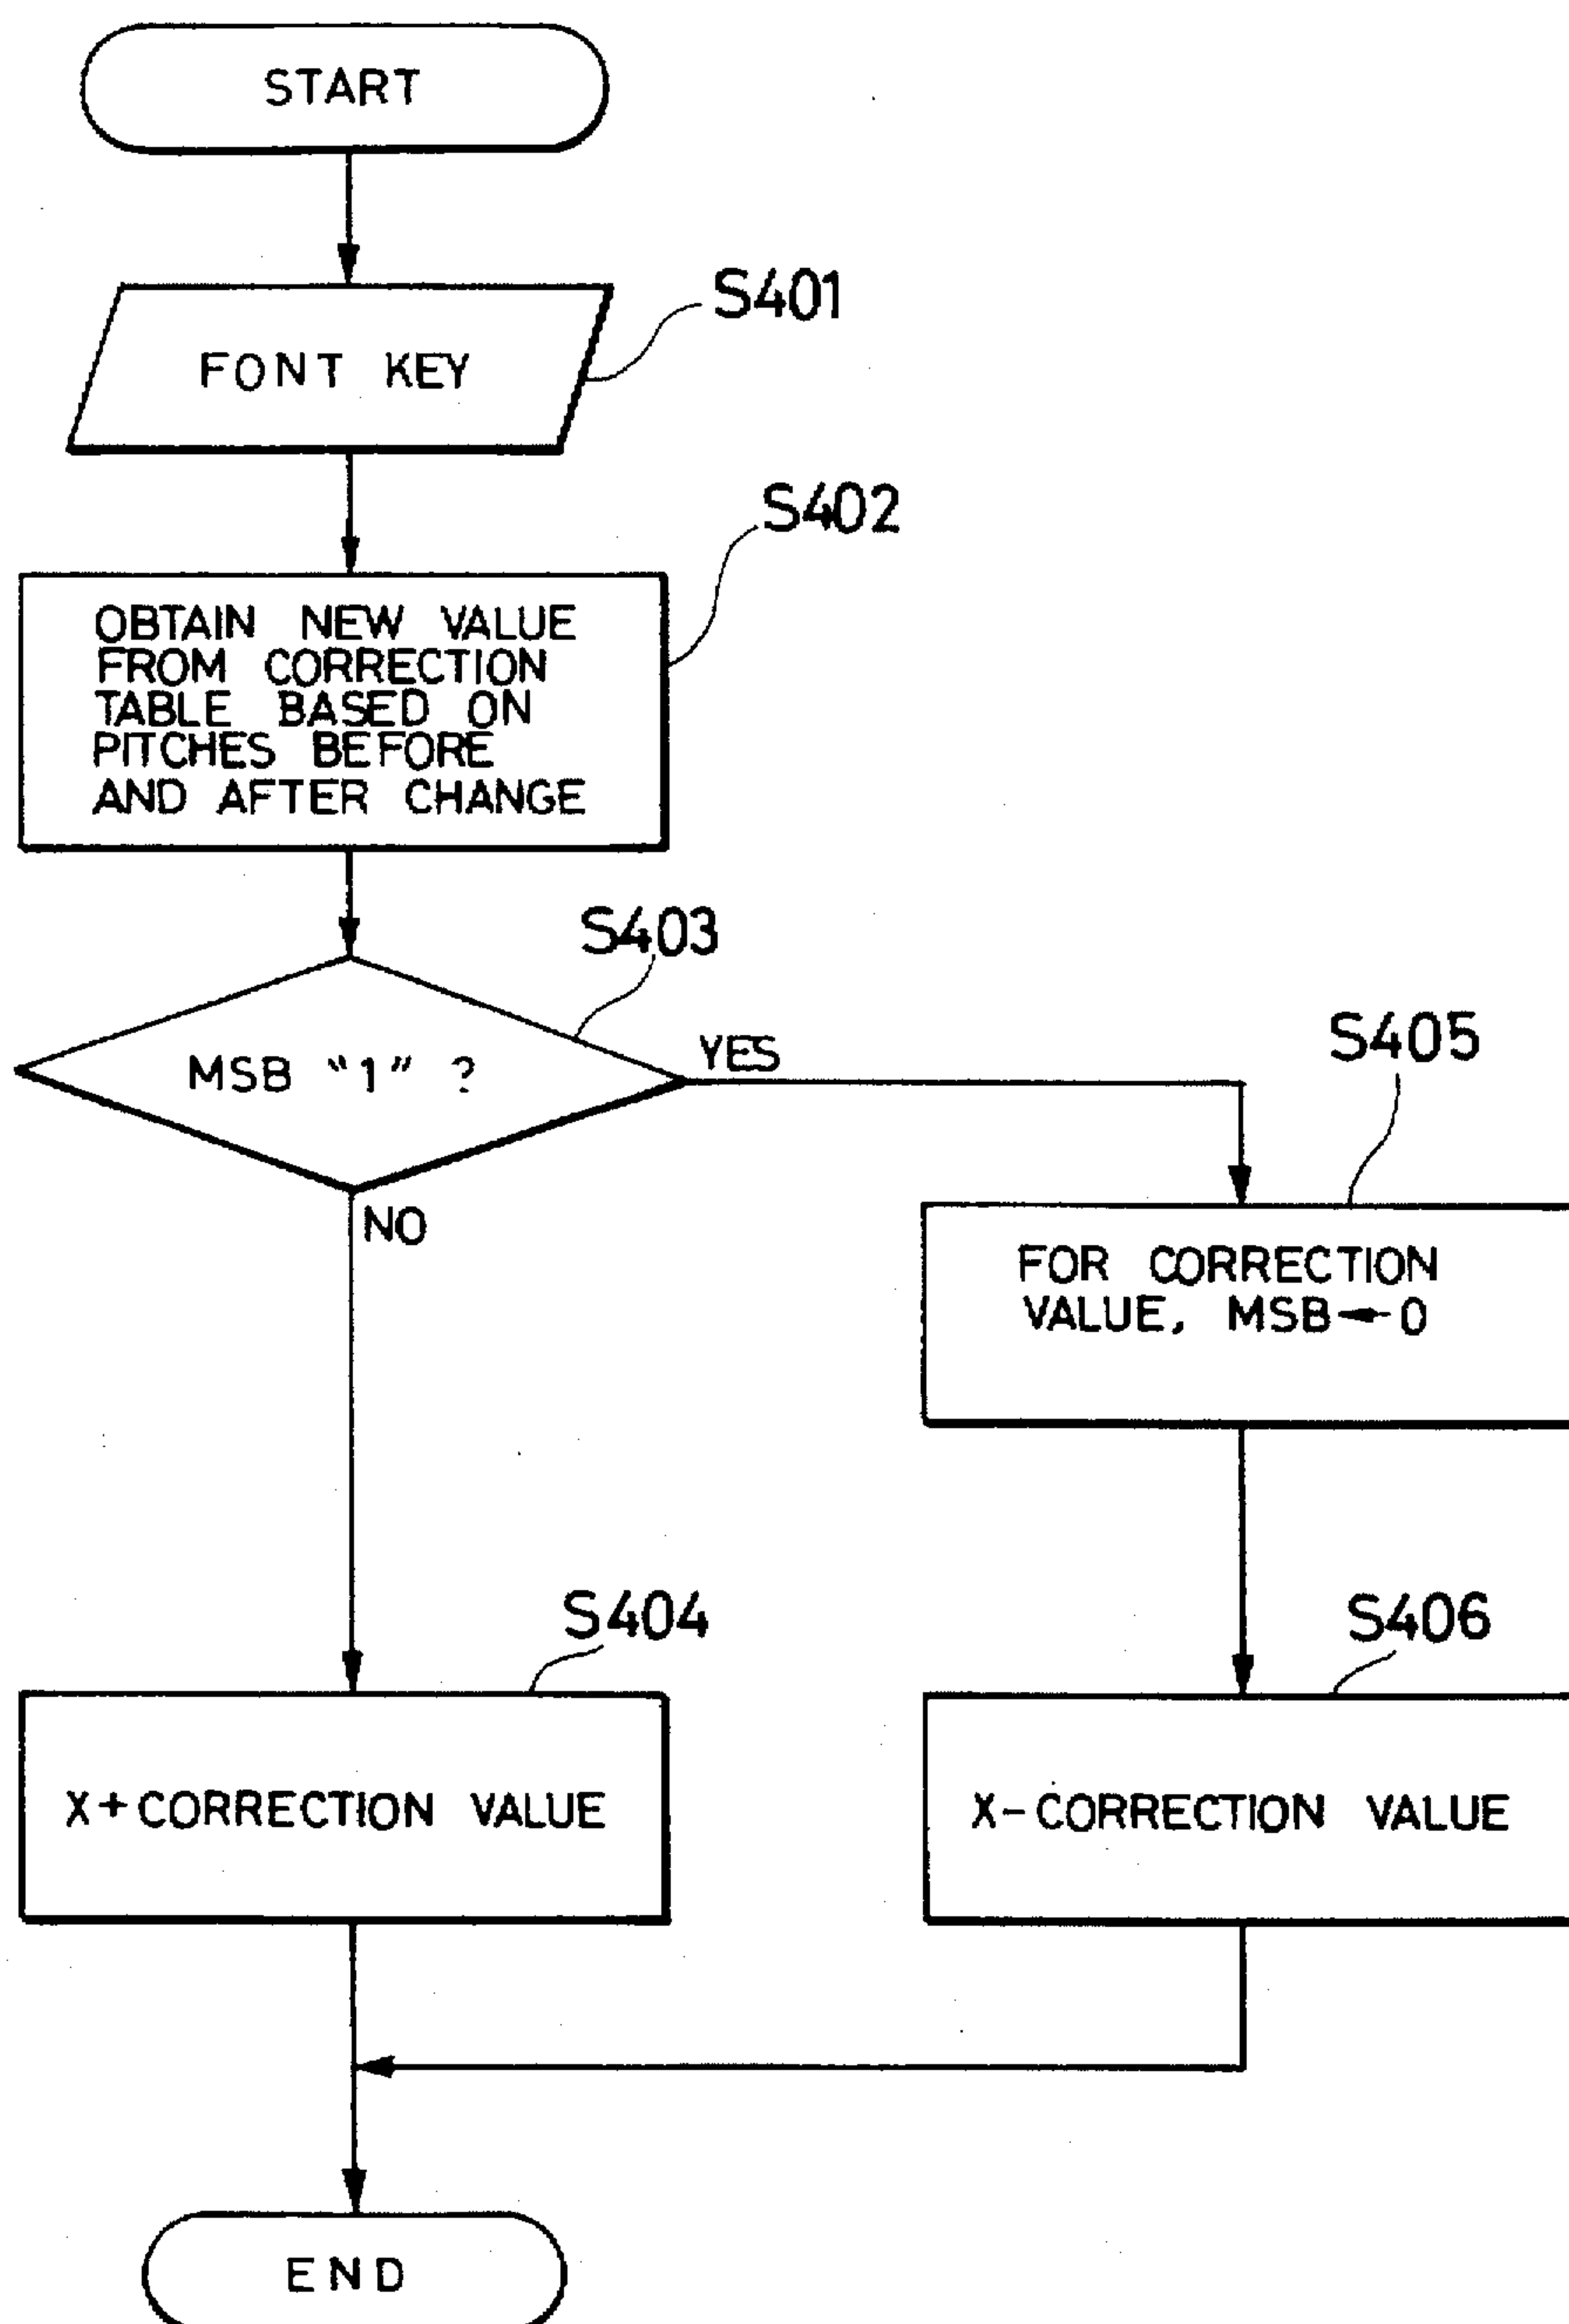 START
S401
FONT KEY
S402
OBTAIN NEW VALUE
FROM CORRECTION
TABLE BASED ON
PITCHES BEFORE
AND AFTER CHANGE
S403
MSB "1" ?
YES
NO
S405
FOR CORRECTION
VALUE, MSB←0
S404
X+CORRECTION VALUE
S406
X-CORRECTION VALUE
END